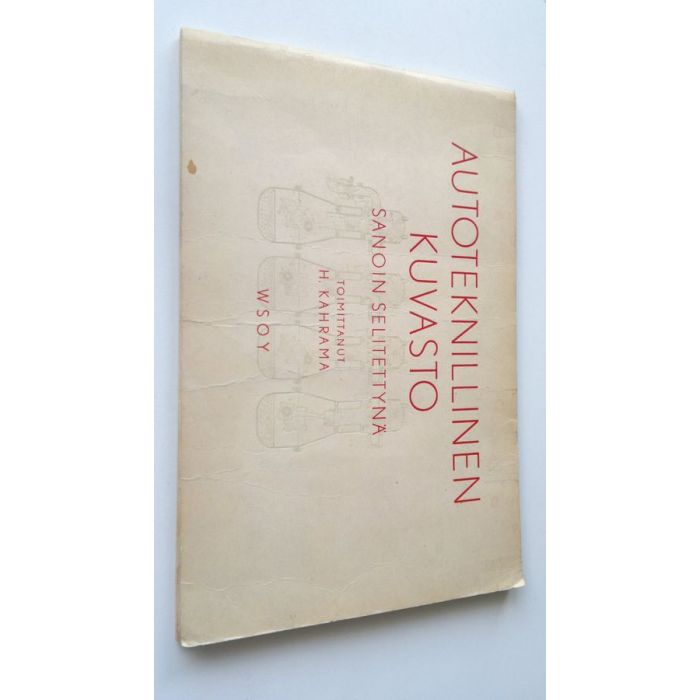 AUTOTEKNILLINEN
KUVASTO
SANOIN SELITETTYNÄ
TOIMITTANUT
H. KAHRAMA
WSOY